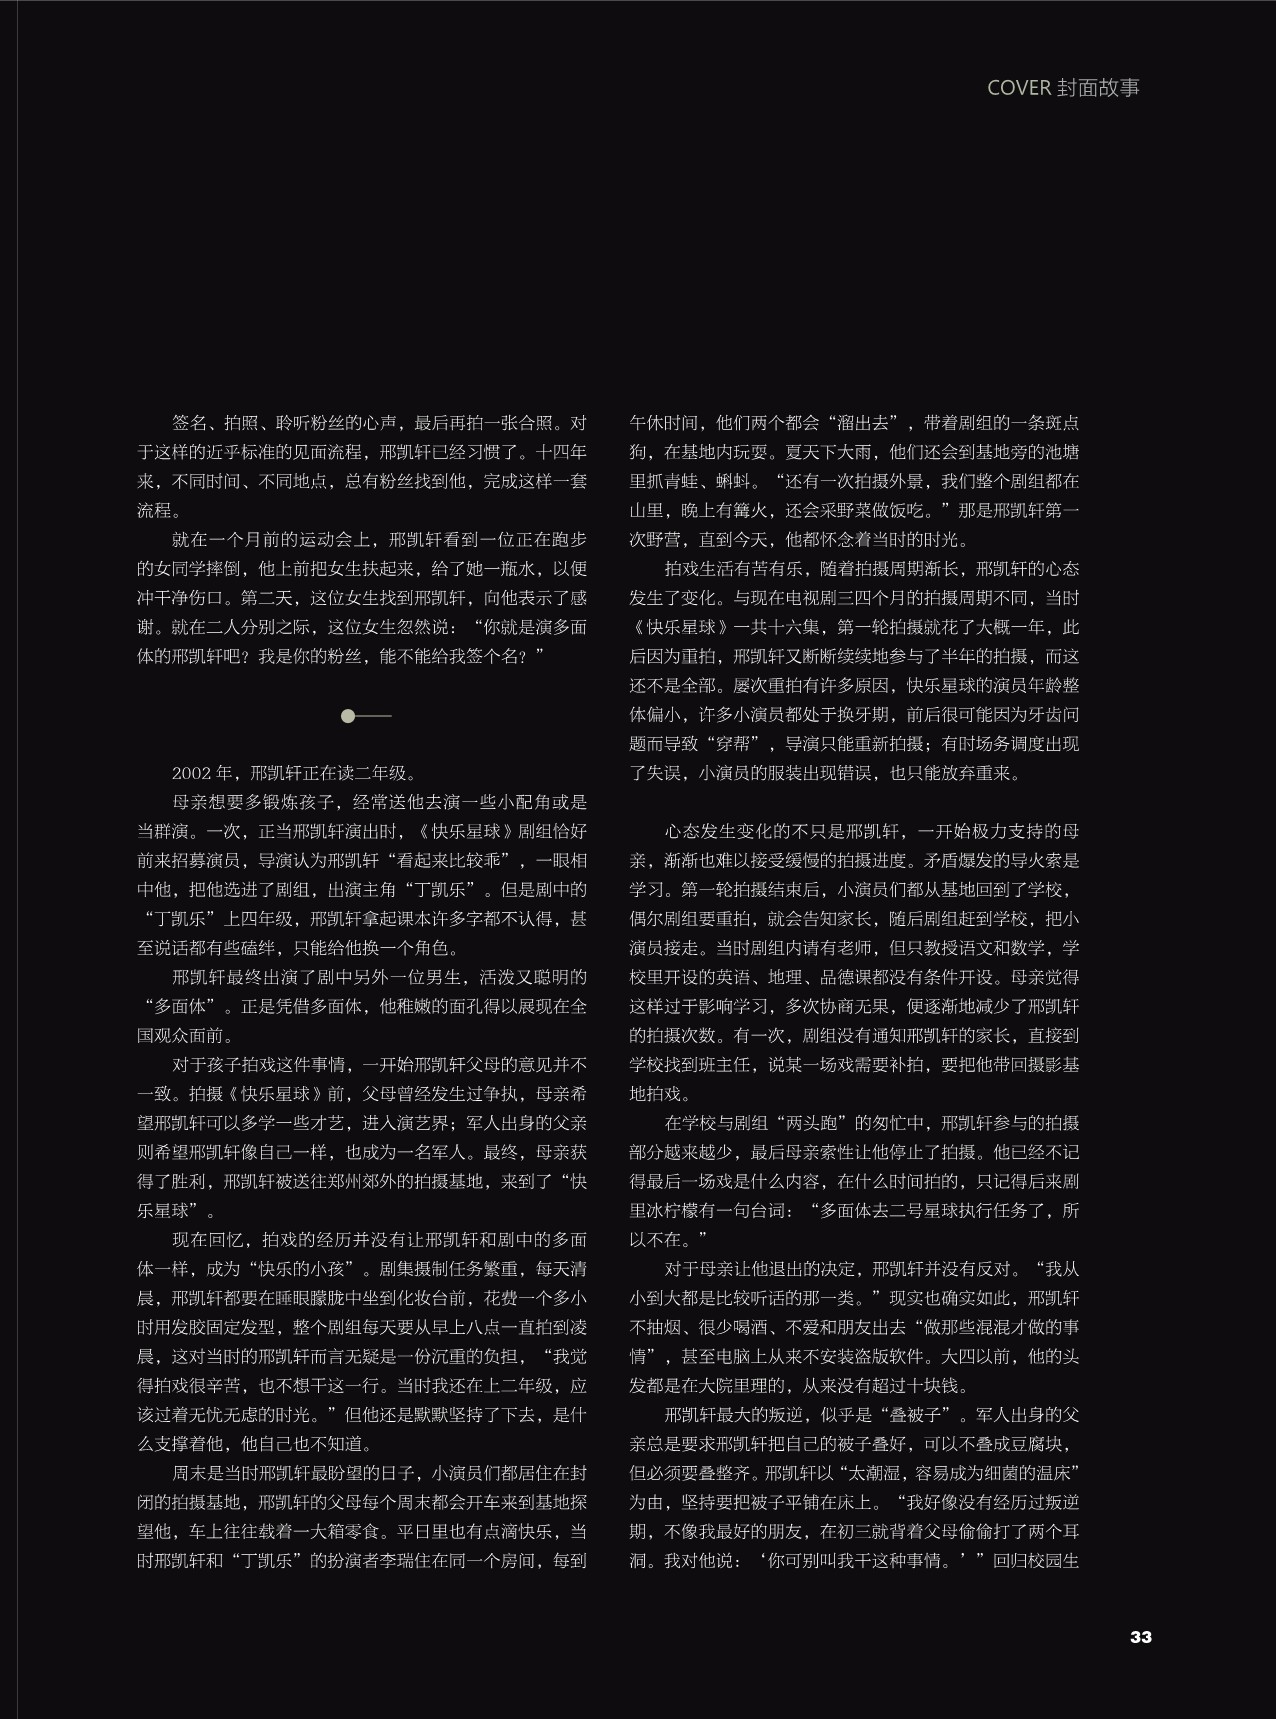 COVER 封面故事
签名、拍照、聆听粉丝的心声，最后再拍一张合照。对
于这样的近乎标准的见面流程，邢凯轩已经习惯了。十四年
来，不同时间、不同地点，总有粉丝找到他，完成这样一套
流程。
就在一个月前的运动会上，邢凯轩看到一位正在跑步
的女同学摔倒，他上前把女生扶起来，给了她一瓶水，以便
冲干净伤口。第二天，这位女生找到邢凯轩，向他表示了感
谢。就在二人分别之际，这位女生忽然说：“你就是演多面
体的邢凯轩吧？我是你的粉丝，能不能给我签个名？”
2002 年，邢凯轩正在读二年级。
母亲想要多锻炼孩子，经常送他去演一些小配角或是
当群演。一次，正当邢凯轩演出时，《快乐星球》剧组恰好
前来招募演员，导演认为邢凯轩“看起来比较乖”，一眼相
中他，把他选进了剧组，出演主角“丁凯乐”。但是剧中的
“丁凯乐”上四年级，邢凯轩拿起课本许多字都不认得，甚
至说话都有些磕绊，只能给他换一个角色。
邢凯轩最终出演了剧中另外一位男生，活泼又聪明的
“多面体”。正是凭借多面体，他稚嫩的面孔得以展现在全
国观众面前。
对于孩子拍戏这件事情，一开始邢凯轩父母的意见并不
一致。拍摄《快乐星球》前，父母曾经发生过争执，母亲希
望邢凯轩可以多学一些才艺，进入演艺界；军人出身的父亲
则希望邢凯轩像自己一样，也成为一名军人。最终，母亲获
得了胜利，邢凯轩被送往郑州郊外的拍摄基地，来到了“快
乐星球”。
现在回忆，拍戏的经历并没有让邢凯轩和剧中的多面
体一样，成为“快乐的小孩”。剧集摄制任务繁重，每天清
晨，邢凯轩都要在睡眼朦胧中坐到化妆台前，花费一个多小
时用发胶固定发型，整个剧组每天要从早上八点一直拍到凌
晨，这对当时的邢凯轩而言无疑是一份沉重的负担，“我觉
得拍戏很辛苦，也不想干这一行。当时我还在上二年级，应
该过着无忧无虑的时光。”但他还是默默坚持了下去，是什
么支撑着他，他自己也不知道。
周末是当时邢凯轩最盼望的日子，小演员们都居住在封
闭的拍摄基地，邢凯轩的父母每个周末都会开车来到基地探
望他，车上往往载着一大箱零食。平日里也有点滴快乐，当
时邢凯轩和“丁凯乐”的扮演者李瑞住在同一个房间，每到
午休时间，他们两个都会“溜出去”，带着剧组的一条斑点
狗，在基地内玩耍。夏天下大雨，他们还会到基地旁的池塘
里抓青蛙、蝌蚪。“还有一次拍摄外景，我们整个剧组都在
山里，晚上有篝火，还会采野菜做饭吃。”那是邢凯轩第一
次野营，直到今天，他都怀念着当时的时光。
拍戏生活有苦有乐，随着拍摄周期渐长，邢凯轩的心态
发生了变化。与现在电视剧三四个月的拍摄周期不同，当时
《快乐星球》一共十六集，第一轮拍摄就花了大概一年，此
后因为重拍，邢凯轩又断断续续地参与了半年的拍摄，而这
还不是全部。屡次重拍有许多原因，快乐星球的演员年龄整
体偏小，许多小演员都处于换牙期，前后很可能因为牙齿问
题而导致“穿帮”，导演只能重新拍摄；有时场务调度出现
了失误，小演员的服装出现错误，也只能放弃重来。
心态发生变化的不只是邢凯轩，一开始极力支持的母
亲，渐渐也难以接受缓慢的拍摄进度。矛盾爆发的导火索是
学习。第一轮拍摄结束后，小演员们都从基地回到了学校，
偶尔剧组要重拍，就会告知家长，随后剧组赶到学校，把小
演员接走。当时剧组内请有老师，但只教授语文和数学，学
校里开设的英语、地理、品德课都没有条件开设。母亲觉得
这样过于影响学习，多次协商无果，便逐渐地减少了邢凯轩
的拍摄次数。有一次，剧组没有通知邢凯轩的家长，直接到
学校找到班主任，说某一场戏需要补拍，要把他带回摄影基
地拍戏。
在学校与剧组“两头跑”的匆忙中，邢凯轩参与的拍摄
部分越来越少，最后母亲索性让他停止了拍摄。他已经不记
得最后一场戏是什么内容，在什么时间拍的，只记得后来剧
里冰柠檬有一句台词：“多面体去二号星球执行任务了，所
以不在。”
对于母亲让他退出的决定，邢凯轩并没有反对。“我从
小到大都是比较听话的那一类。”现实也确实如此，邢凯轩
不抽烟、很少喝酒、不爱和朋友出去“做那些混混才做的事
情”，甚至电脑上从来不安装盗版软件。大四以前，他的头
发都是在大院里理的，从来没有超过十块钱。
邢凯轩最大的叛逆，似乎是“叠被子”。军人出身的父
亲总是要求邢凯轩把自己的被子叠好，可以不叠成豆腐块，
但必须要叠整齐。邢凯轩以“太潮湿，容易成为细菌的温床”
为由，坚持要把被子平铺在床上。“我好像没有经历过叛逆
期，不像我最好的朋友，在初三就背着父母偷偷打了两个耳
洞。我对他说：‘你可别叫我干这种事情。’”回归校园生
33